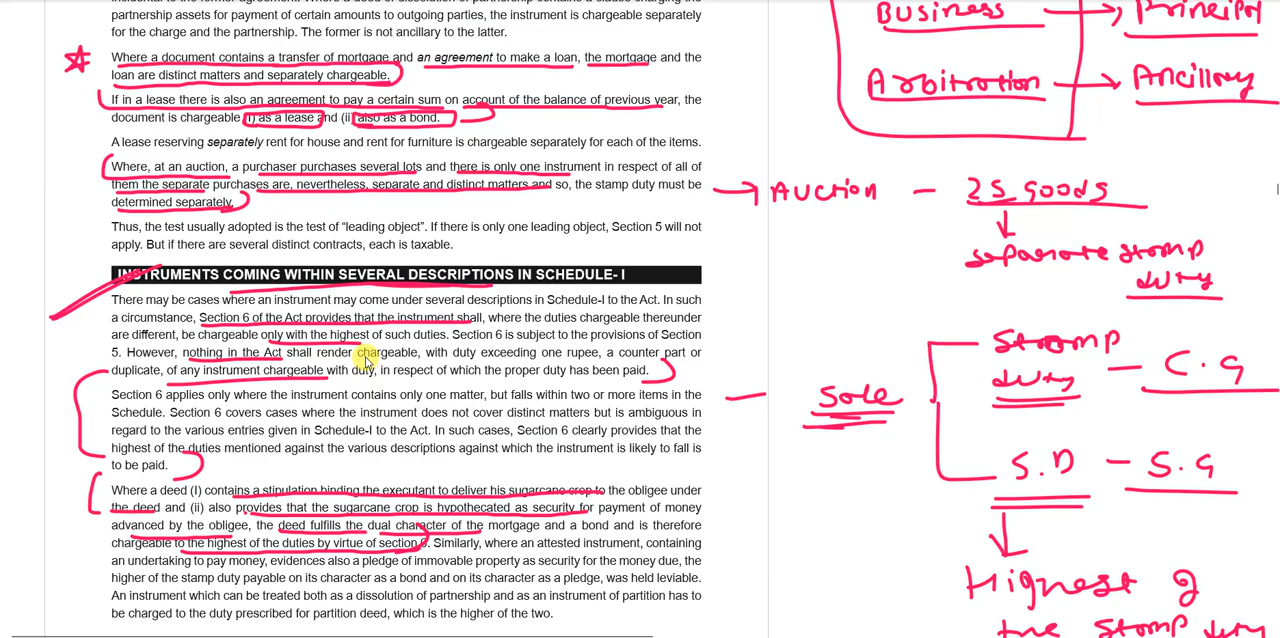 partnership assets for payment of certain amounts to outgoing parties, the instrument is chargeable separately
for the charge and the partnership. The former is not ancillary to the latter.
Where a document contains a transfer of mortgage and an agreement to make a loan, the mortgage and the
loan are distinct matters and separately chargeable.
If in a lease there is also an agreement to pay a certain sum on account of the balance of previous year, the
document is chargeable (i) as a lease and (ii) also as a bond.
A lease reserving separately rent for house and rent for furniture is chargeable separately for each of the items.
Where, at an auction, a purchaser purchases several lots and there is only one instrument in respect of all of
them the separate purchases are, nevertheless, separate and distinct matters and so, the stamp duty must be
determined separately.
Thus, the test usually adopted is the test of “leading object”. If there is only one leading object, Section 5 will not
apply. But if there are several distinct contracts, each is taxable.
INSTRUMENTS COMING WITHIN SEVERAL DESCRIPTIONS IN SCHEDULE- I
There may be cases where an instrument may come under several descriptions in Schedule-I to the Act. In such
a circumstance, Section 6 of the Act provides that the instrument shall, where the duties chargeable thereunder
are different, be chargeable only with the highest of such duties. Section 6 is subject to the provisions of Section
5. However, nothing in the Act shall render chargeable, with duty exceeding one rupee, a counter part or
duplicate, of any instrument chargeable with duty, in respect of which the proper duty has been paid.
Section 6 applies only where the instrument contains only one matter, but falls within two or more items in the
Schedule. Section 6 covers cases where the instrument does not cover distinct matters but is ambiguous in
regard to the various entries given in Schedule-I to the Act. In such cases, Section 6 clearly provides that the
highest of the duties mentioned against the various descriptions against which the instrument is likely to fall is
to be paid.
Where a deed (I) contains a stipulation binding the executant to deliver his sugarcane crop to the obligee under
the deed and (ii) also provides that the sugarcane crop is hypothecated as security for payment of money
advanced by the obligee, the deed fulfills the dual character of the mortgage and a bond and is therefore
chargeable to the highest of the duties by virtue of section 6. Similarly, where an attested instrument, containing
an undertaking to pay money, evidences also a pledge of immovable property as security for the money due, the
higher of the stamp duty payable on its character as a bond and on its character as a pledge, was held leviable.
An instrument which can be treated both as a dissolution of partnership and as an instrument of partition has to
be charged to the duty prescribed for partition deed, which is the higher of the two.
Business → Principal
Arbitration → Ancillary
→ Auction - 25 goods
separate stamp
duty
Sale
Stamp
duty - C.G
S.D - S.G
Highest of
the stamp duty